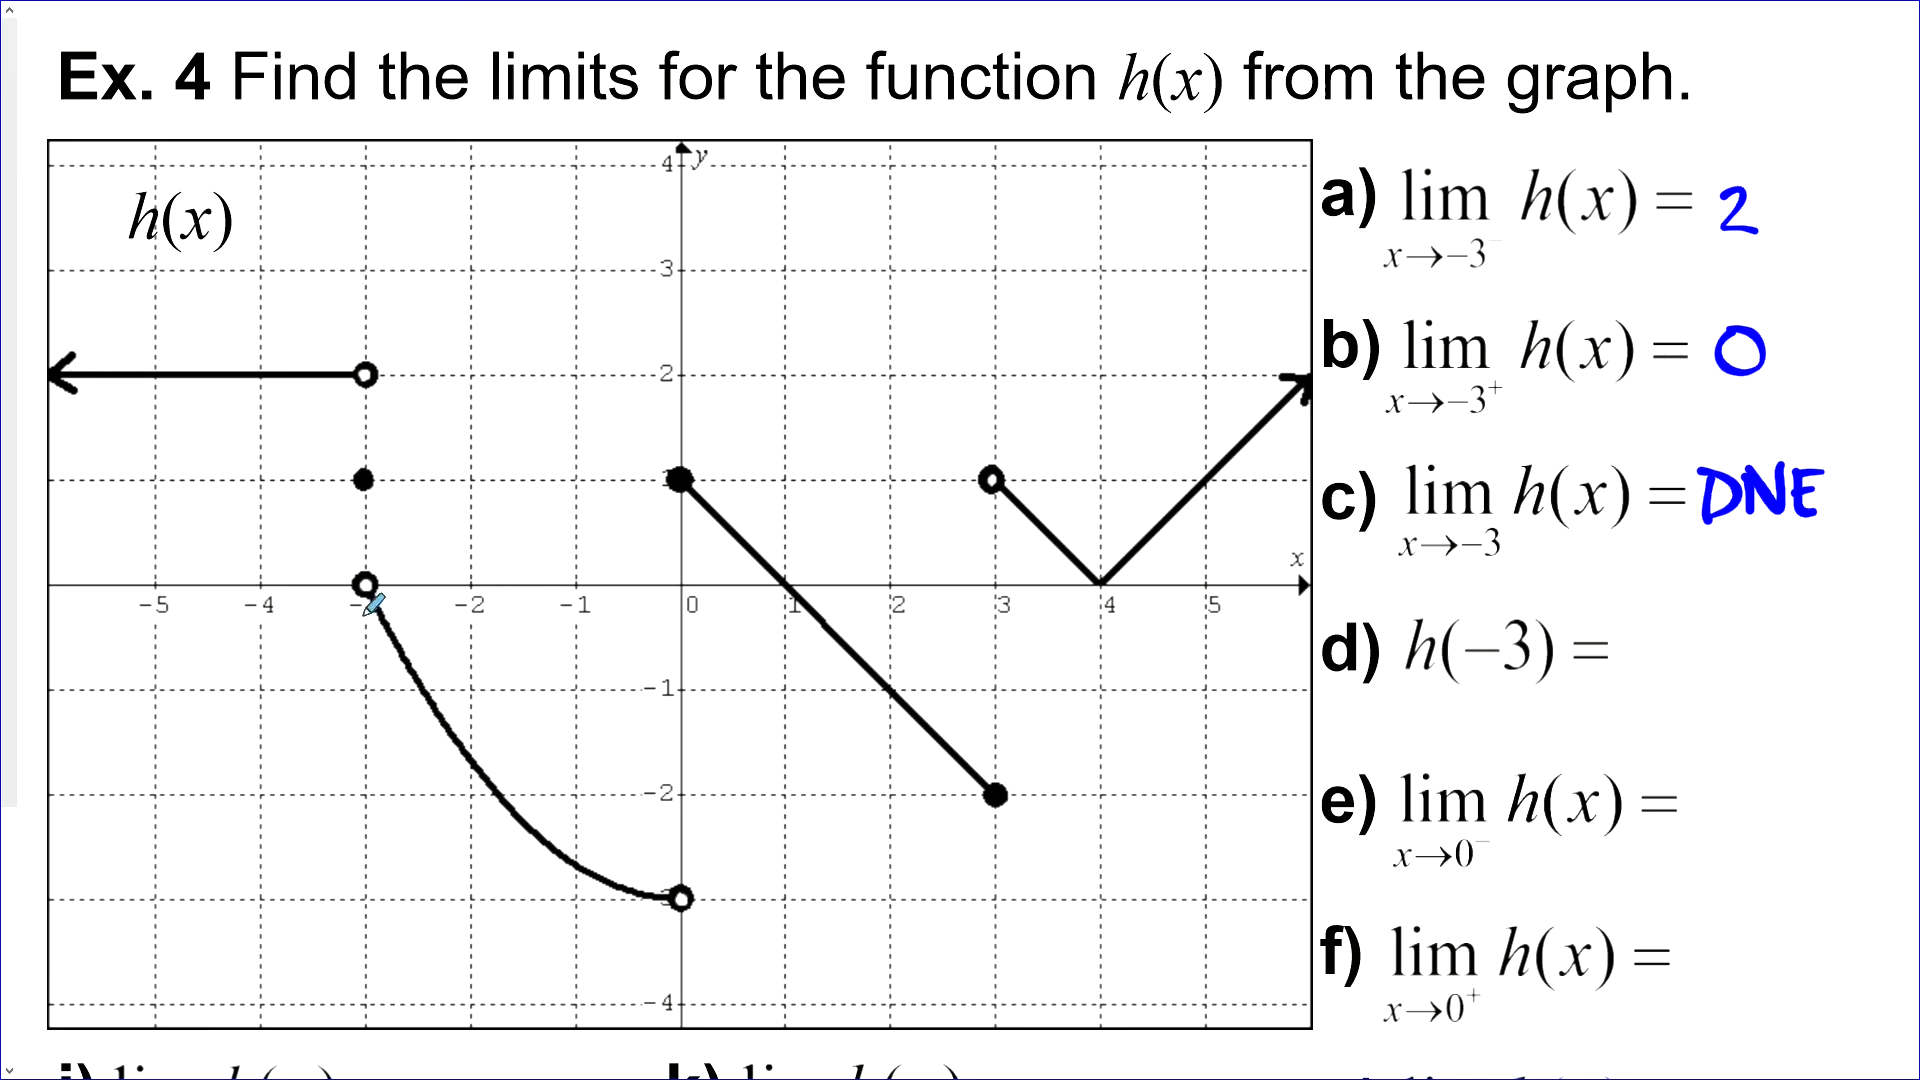 Ex. 4 Find the limits for the function h(x) from the graph.
h(x)
y
x
4
3
2
-1
-2
-4
-5 -4 -2 -1 0 1 2 3 4 5
a) lim h(x) = 2
x→−3⁻
b) lim h(x) = 0
x→−3⁺
c) lim h(x) = DNE
x→−3
d) h(−3) =
e) lim h(x) =
x→0⁻
f) lim h(x) =
x→0⁺